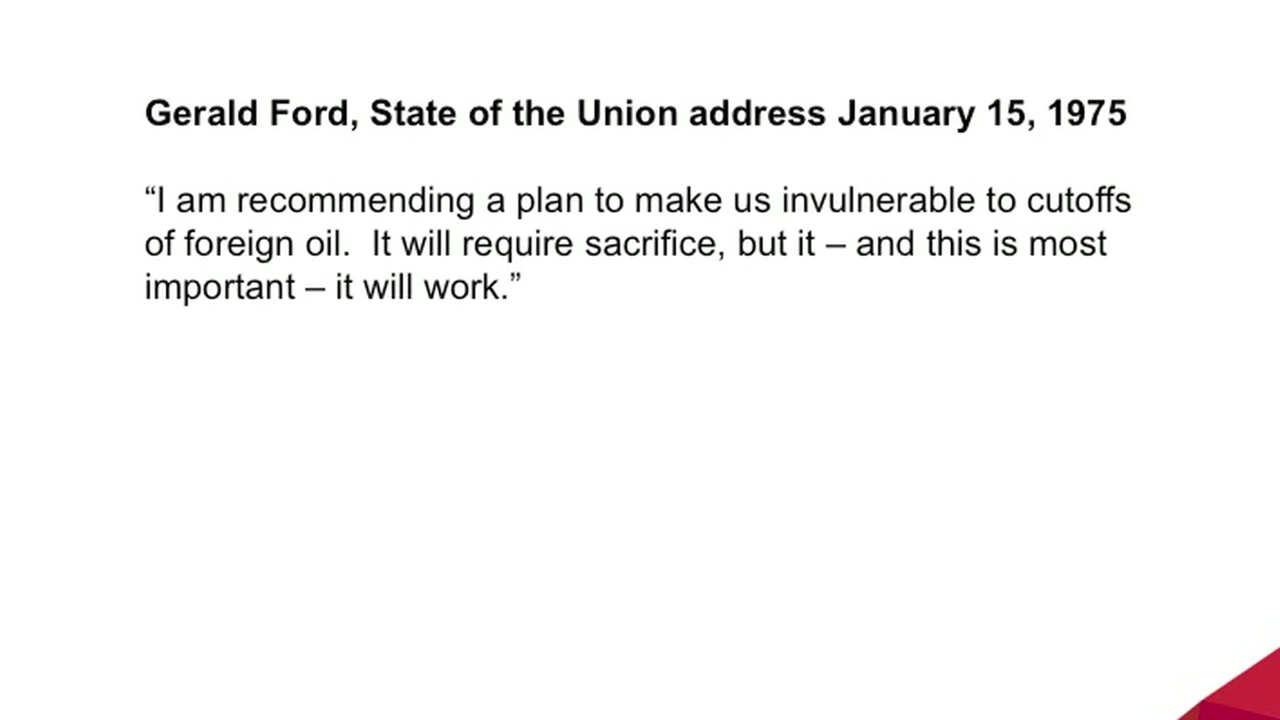 Gerald Ford, State of the Union address January 15, 1975
“I am recommending a plan to make us invulnerable to cutoffs
of foreign oil.  It will require sacrifice, but it – and this is most
important – it will work.”